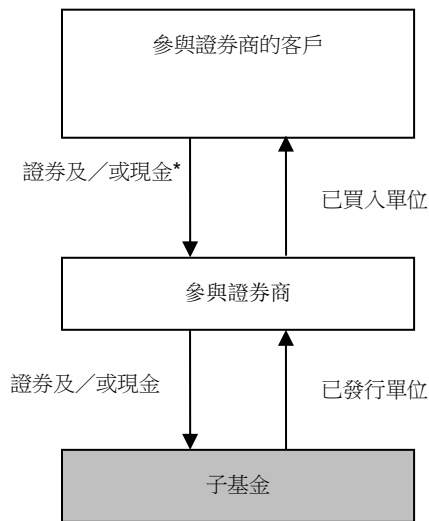 參與證券商的客戶
證券及／或現金*
已買入單位
參與證券商
證券及／或現金
已發行單位
子基金